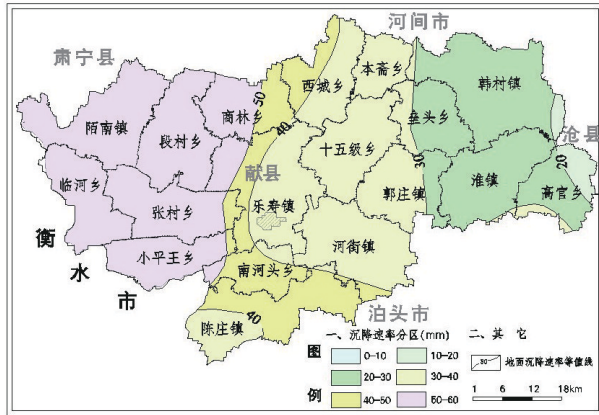 河间市
肃宁县
西城乡
本斋乡
韩村镇
50
商林乡
垒头乡
陌南镇
段村乡
40
沧县
十五级乡
献县
30
20
临河乡
乐寿镇
郭庄镇
淮镇
高官乡
张村乡
衡水市
小平王乡
河街镇
南河头乡
泊头市
40
陈庄镇
一、沉降速率分区(mm)
二、其 它
图例
0-10
10-20
30
地面沉降速率等值线
20-30
30-40
40-50
50-60
1 6 12 18km